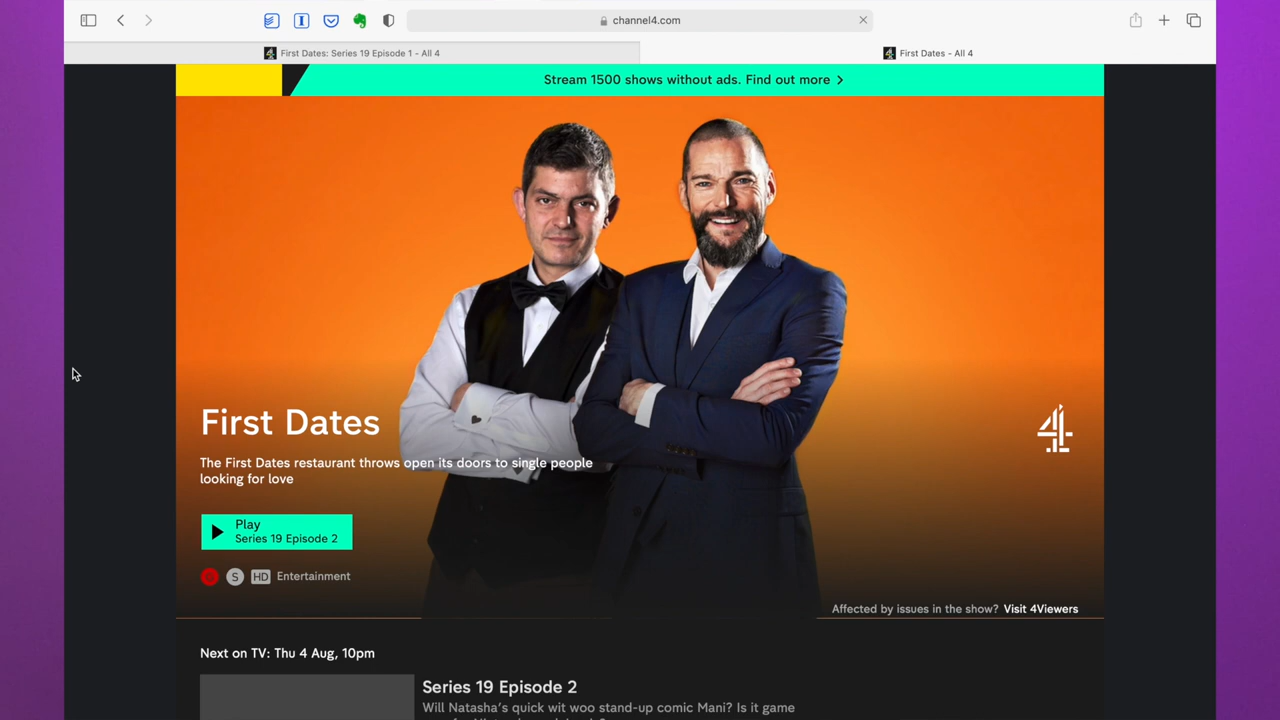 channel4.com
First Dates: Series 19 Episode 1 - All 4
First Dates - All 4
Stream 1500 shows without ads. Find out more
First Dates
The First Dates restaurant throws open its doors to single people
looking for love
Play
Series 19 Episode 2
G S HD Entertainment
Affected by issues in the show? Visit 4Viewers
Next on TV: Thu 4 Aug, 10pm
Series 19 Episode 2
Will Natasha's quick wit woo stand-up comic Mani? Is it game